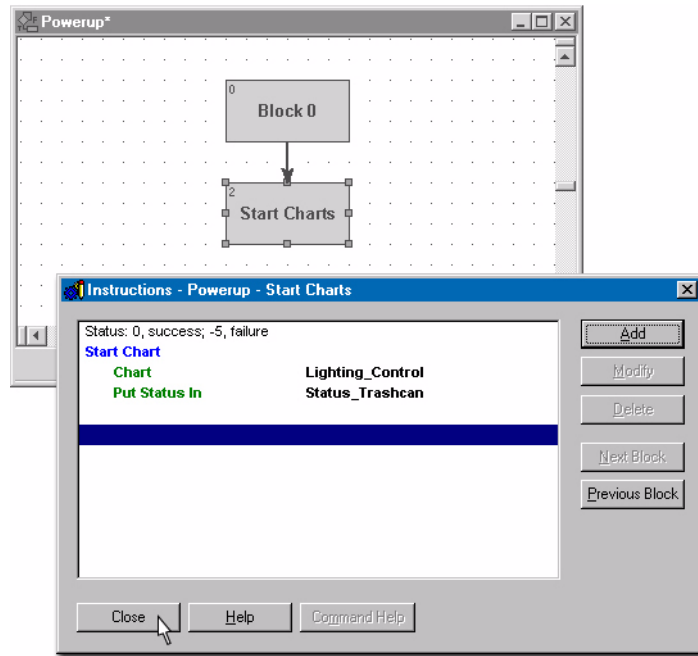 Powerup*
0
Block 0
2
Start Charts
Instructions - Powerup - Start Charts
Status: 0, success; -5, failure
Start Chart
Chart Lighting_Control
Put Status In Status_Trashcan
Add
Modify
Delete
Next Block
Previous Block
Close Help Command Help